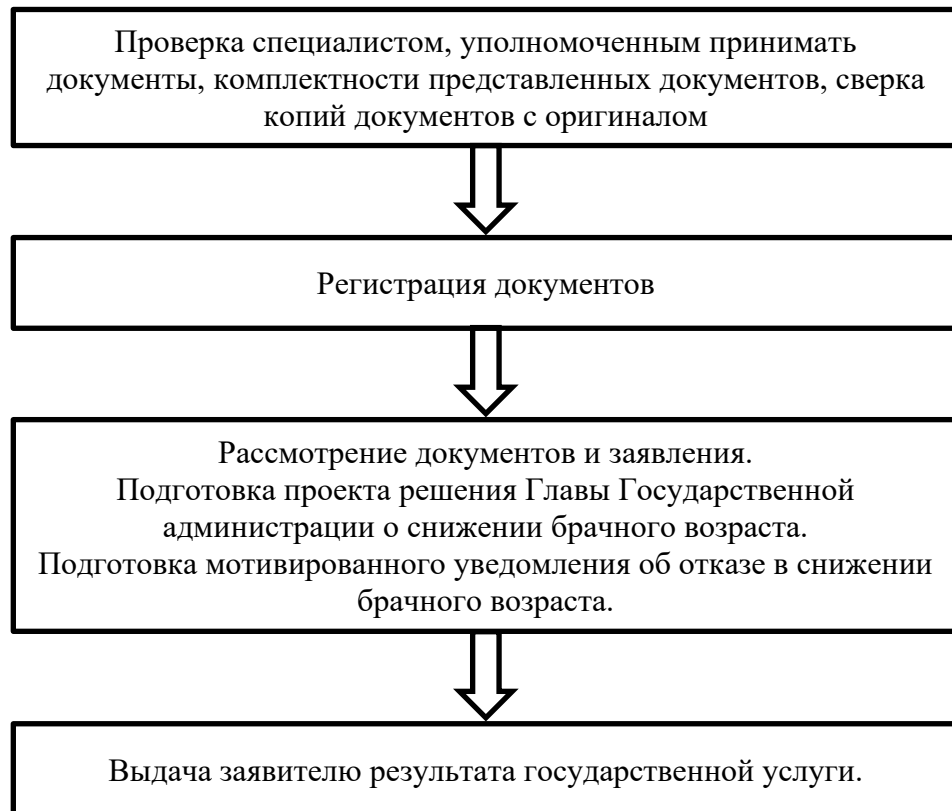 Проверка специалистом, уполномоченным принимать
документы, комплектности представленных документов, сверка
копий документов с оригиналом
Регистрация документов
Рассмотрение документов и заявления.
Подготовка проекта решения Главы Государственной
администрации о снижении брачного возраста.
Подготовка мотивированного уведомления об отказе в снижении
брачного возраста.
Выдача заявителю результата государственной услуги.